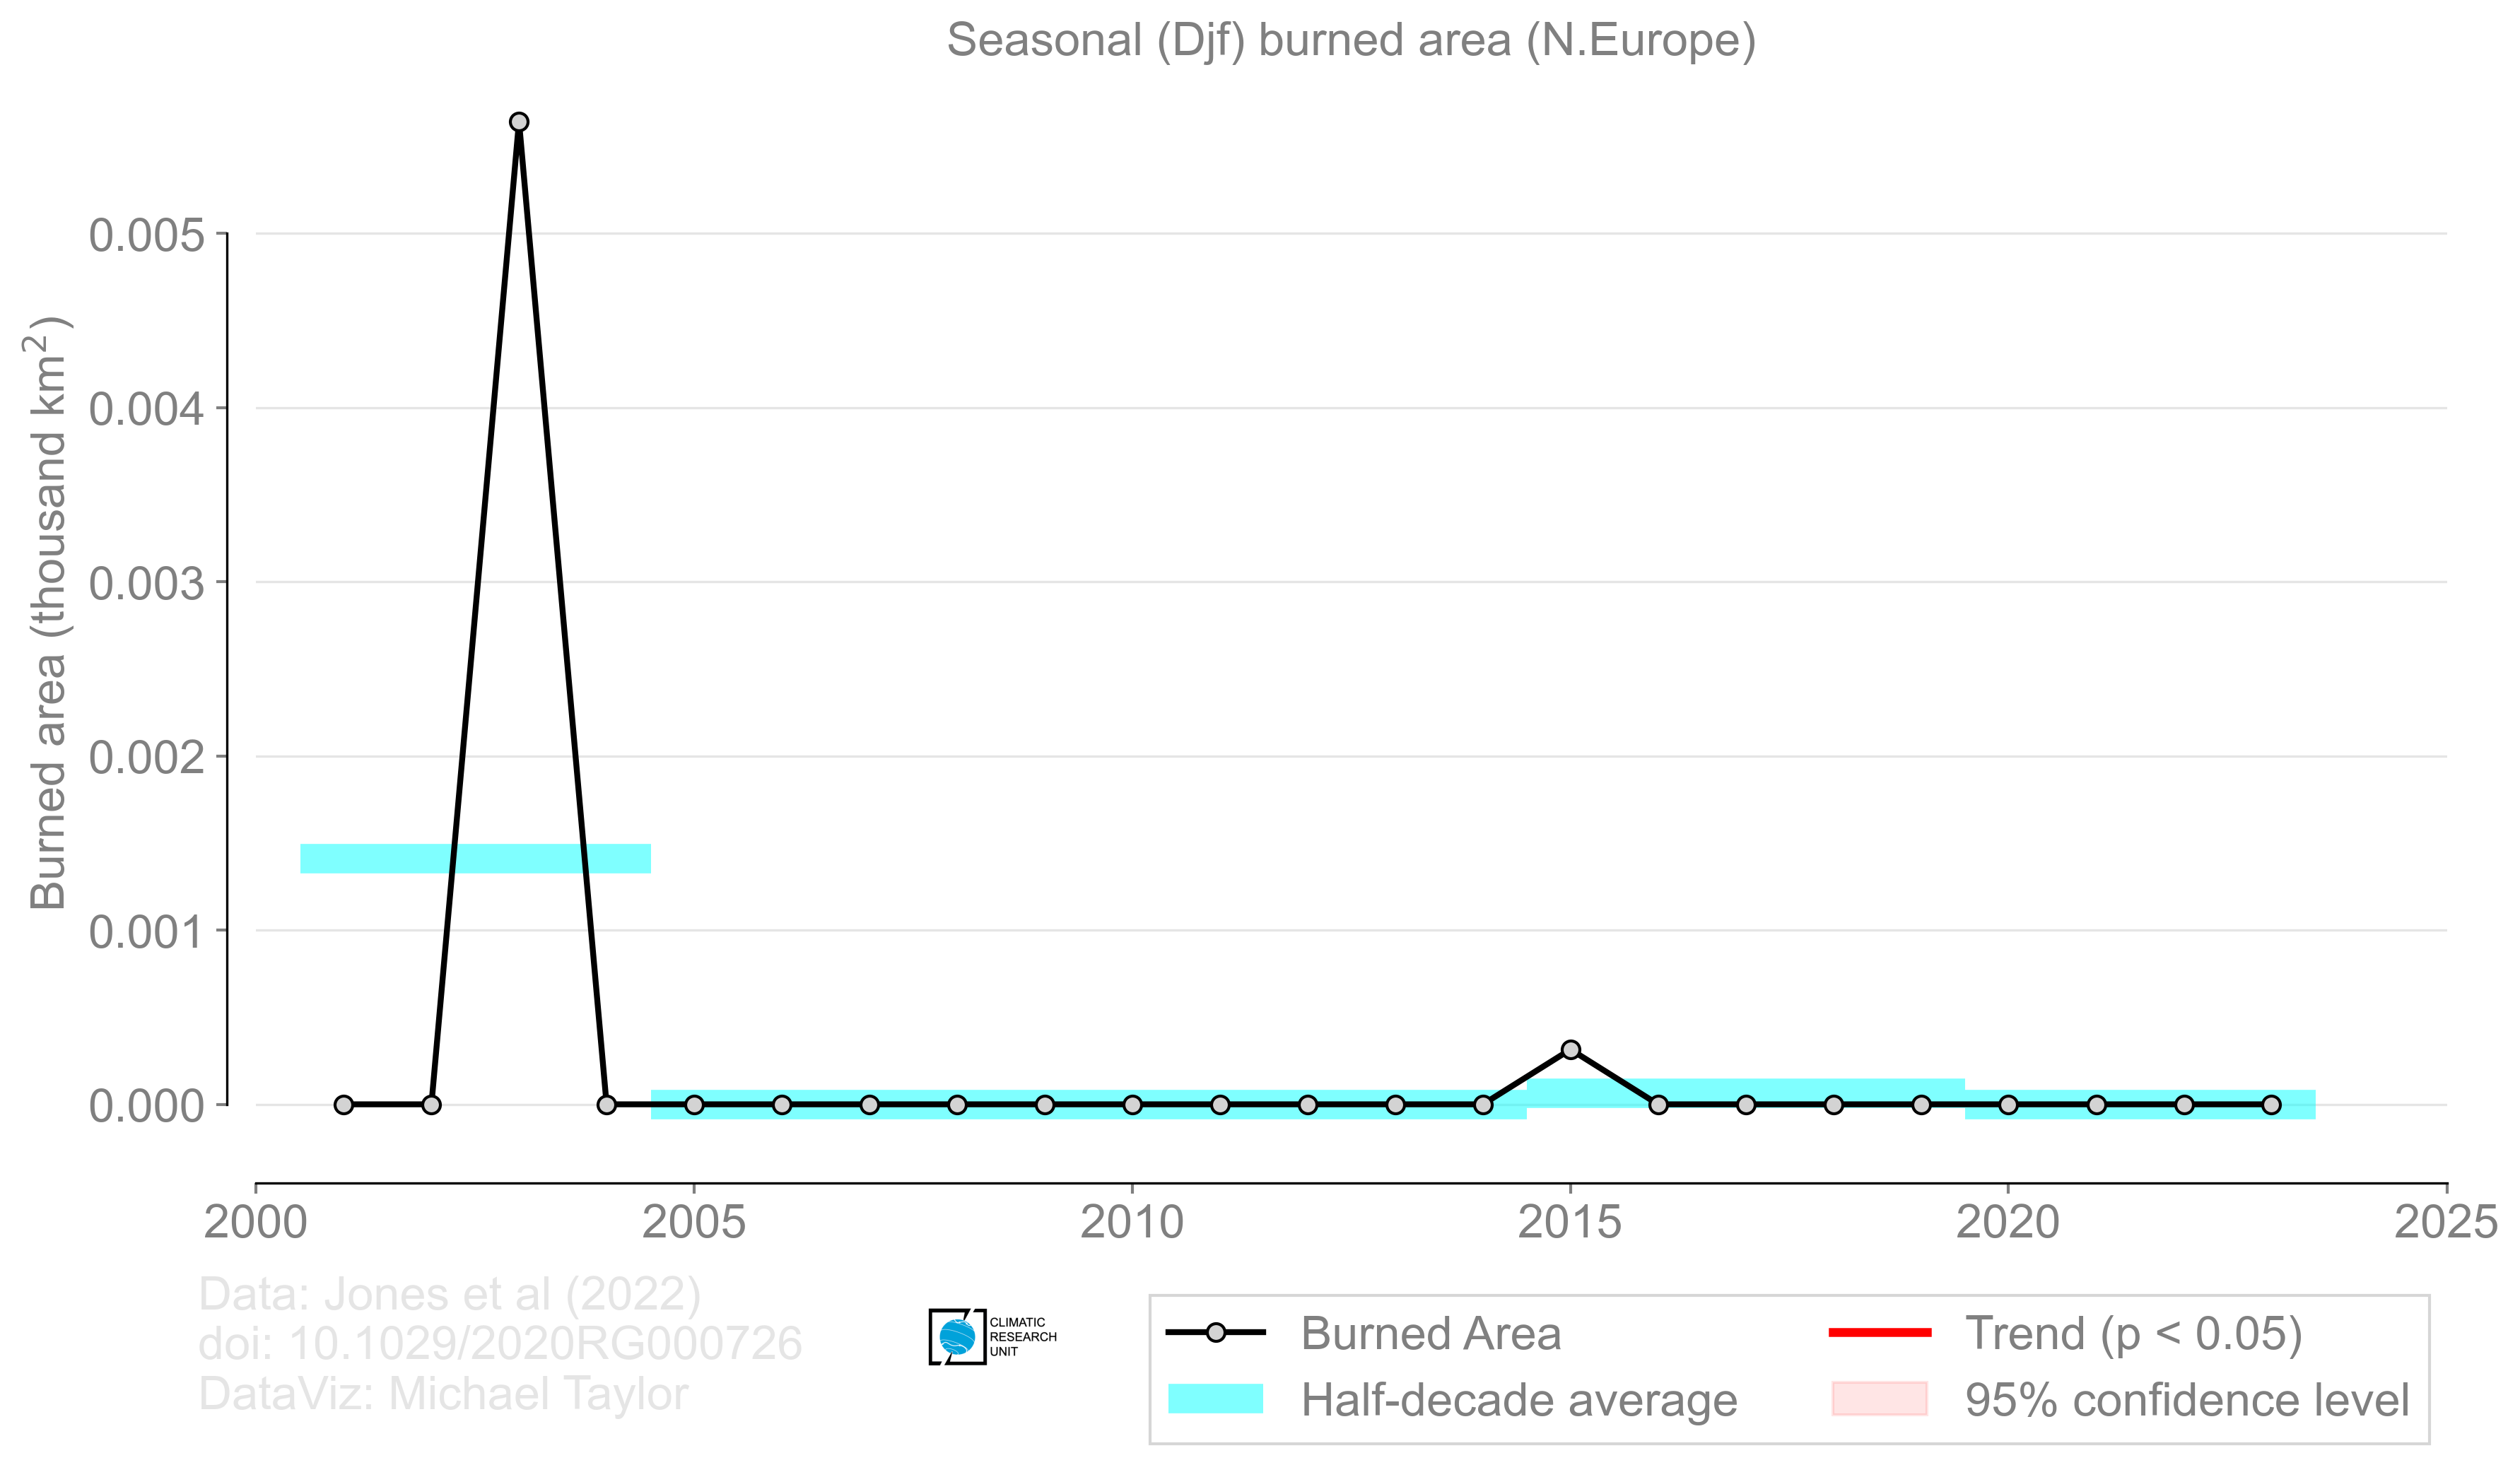 Seasonal (Djf) burned area (N.Europe)
Burned area (thousand km²)
0.005
0.004
0.003
0.002
0.001
0.000
2000 2005 2010 2015 2020 2025
Data: Jones et al (2022)
doi: 10.1029/2020RG000726
DataViz: Michael Taylor
CLIMATIC
RESEARCH
UNIT
Burned Area
Half-decade average
Trend (p < 0.05)
95% confidence level